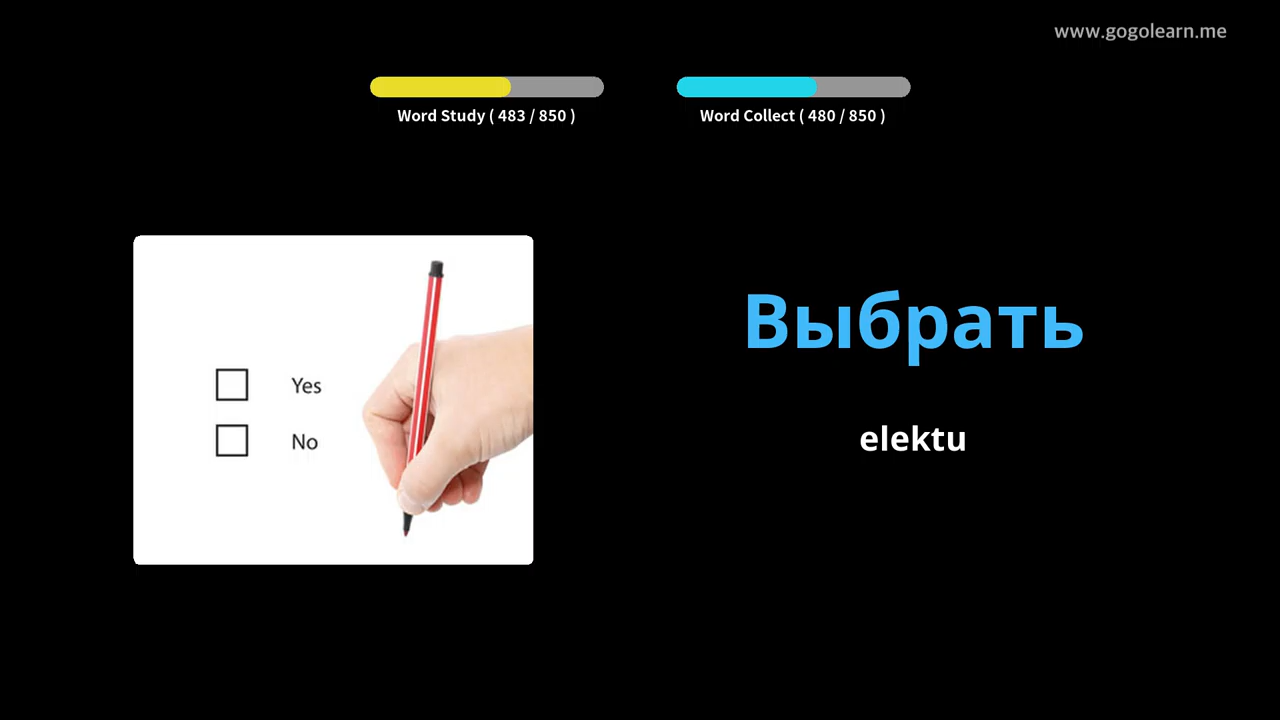 www.gogolearn.me
Word Study ( 483 / 850 )
Word Collect ( 480 / 850 )
Yes
No
Выбрать
elektu